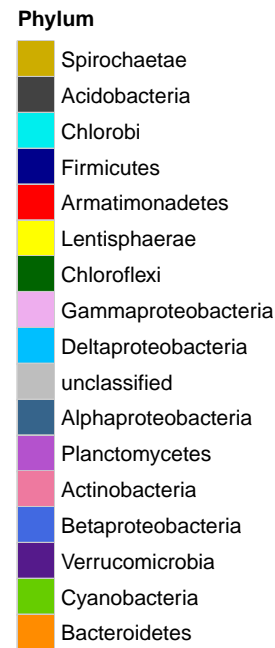 Phylum
Spirochaetae
Acidobacteria
Chlorobi
Firmicutes
Armatimonadetes
Lentisphaerae
Chloroflexi
Gammaproteobacteria
Deltaproteobacteria
unclassified
Alphaproteobacteria
Planctomycetes
Actinobacteria
Betaproteobacteria
Verrucomicrobia
Cyanobacteria
Bacteroidetes